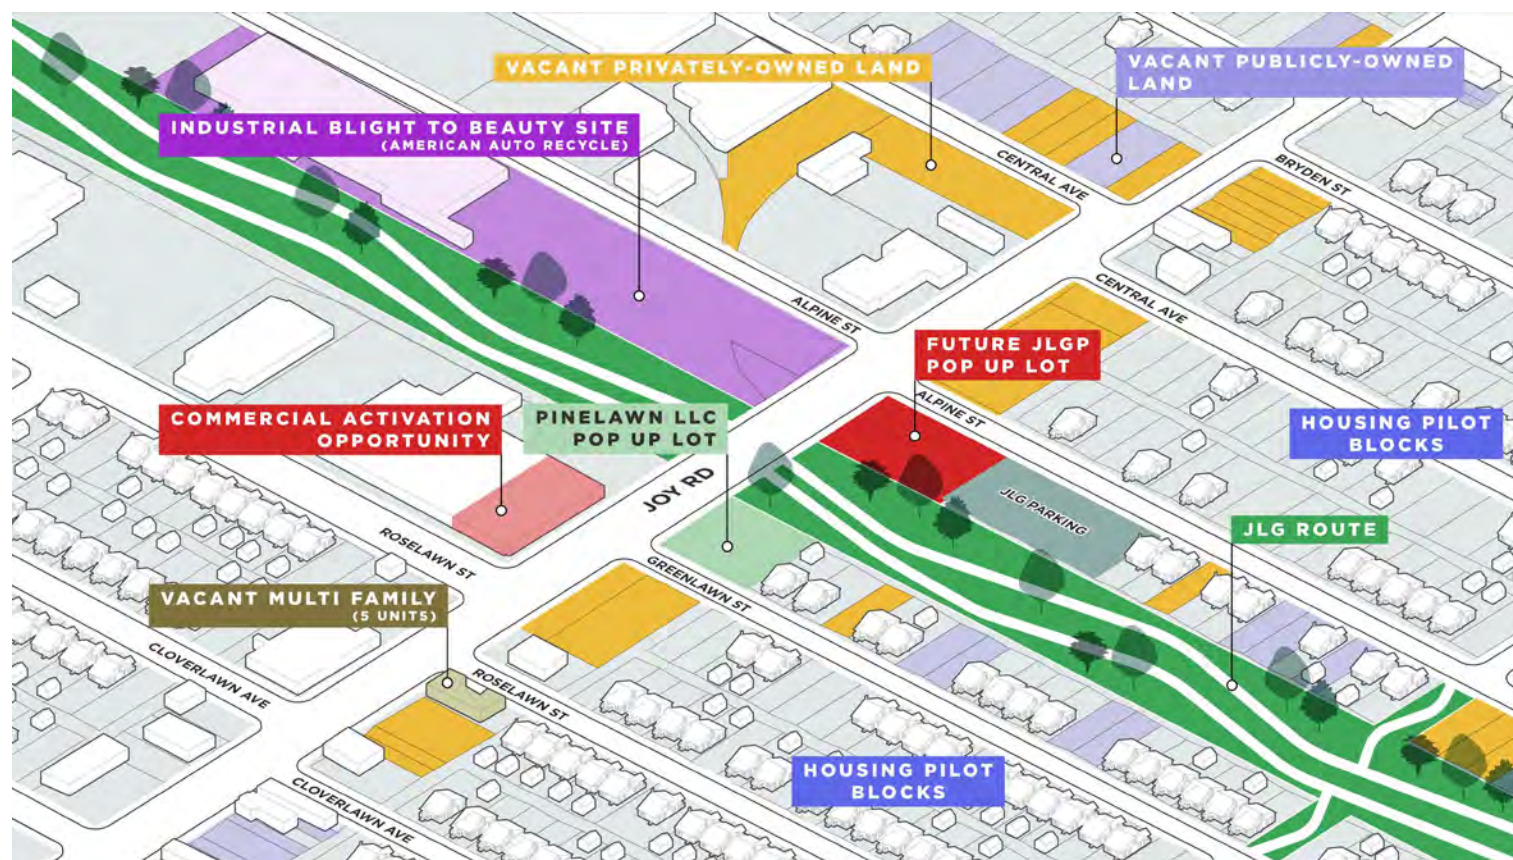 VACANT PRIVATELY-OWNED LAND
VACANT PUBLICLY-OWNED
LAND
INDUSTRIAL BLIGHT TO BEAUTY SITE
(AMERICAN AUTO RECYCLE)
CENTRAL AVE
BRYDEN ST
CENTRAL AVE
ALPINE ST
FUTURE JLGP
POP UP LOT
ALPINE ST
COMMERCIAL ACTIVATION
OPPORTUNITY
PINELAWN LLC
POP UP LOT
HOUSING PILOT
BLOCKS
JOY RD
JLG PARKING
JLG ROUTE
ROSELAWN ST
GREENLAWN ST
VACANT MULTI FAMILY
(5 UNITS)
CLOVERLAWN AVE
ROSELAWN ST
HOUSING PILOT
BLOCKS
CLOVERLAWN AVE